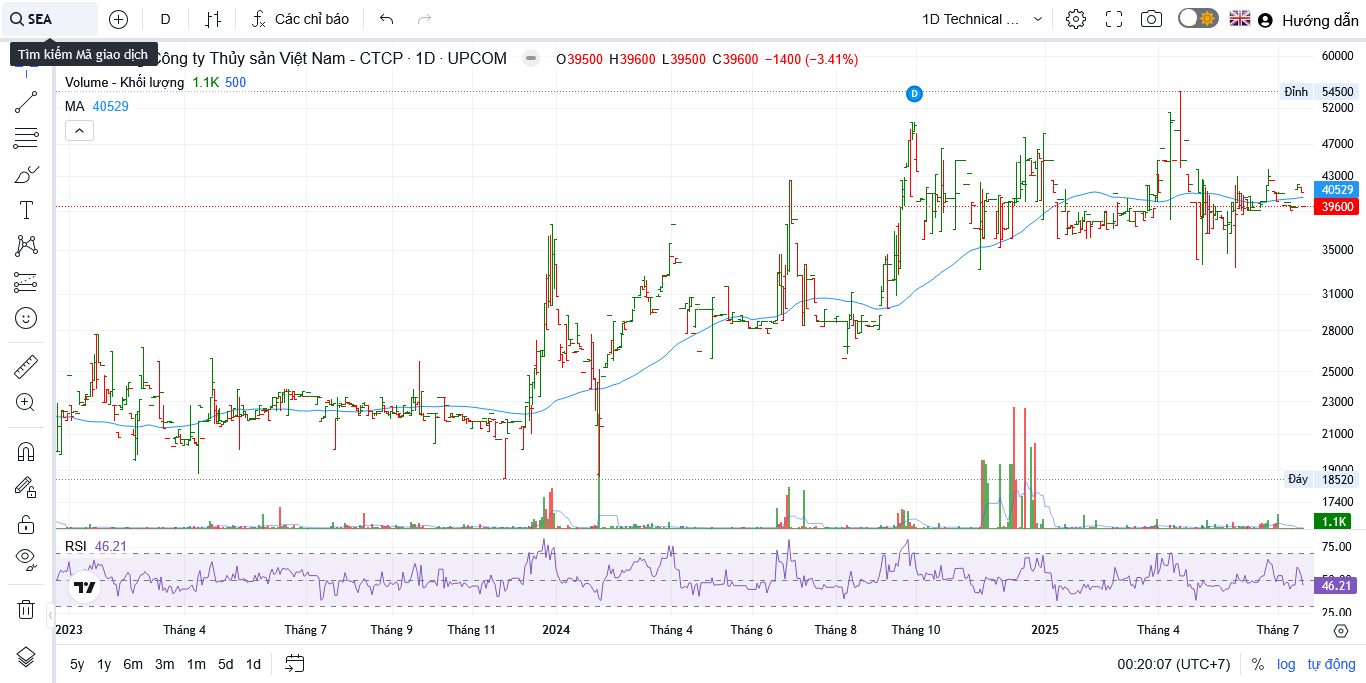 SEA
D
Các chỉ báo
1D Technical ...
Hướng dẫn
Tìm kiếm Mã giao dịch
Công ty Thủy sản Việt Nam - CTCP · 1D · UPCOM
O39500 H39600 L39500 C39600 −1400 (−3.41%)
Volume - Khối lượng 1.1K 500
MA 40529
D
60000
Đỉnh 54500
52000
47000
43000
40529
39600
35000
31000
28000
25000
23000
21000
19000
Đáy 18520
17400
1.1K
RSI 46.21
75.00
46.21
25.00
2023 Tháng 4 Tháng 7 Tháng 9 Tháng 11 2024 Tháng 4 Tháng 6 Tháng 8 Tháng 10 2025 Tháng 4 Tháng 7
5y 1y 6m 3m 1m 5d 1d
00:20:07 (UTC+7) % log tự động